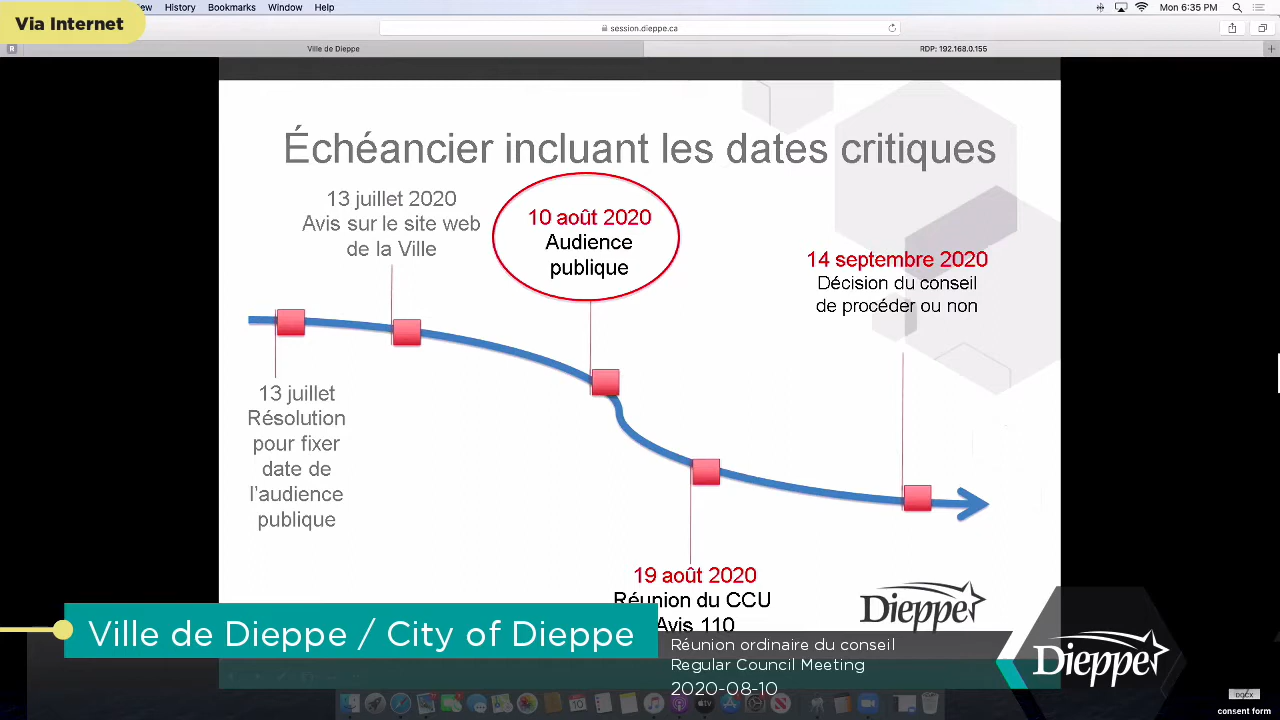 Via Internet
History
Bookmarks
Window
Help
Mon 6:35 PM
session.dieppe.ca
R
Ville de Dieppe
RDP: 192.168.0.155
Échéancier incluant les dates critiques
13 juillet 2020
Avis sur le site web
de la Ville
10 août 2020
Audience
publique
14 septembre 2020
Décision du conseil
de procéder ou non
13 juillet
Résolution
pour fixer
date de
l'audience
publique
19 août 2020
Réunion du CCU
Avis 110
Dieppe
Ville de Dieppe / City of Dieppe
Réunion ordinaire du conseil
Regular Council Meeting
2020-08-10
Dieppe
DOCX
consent form